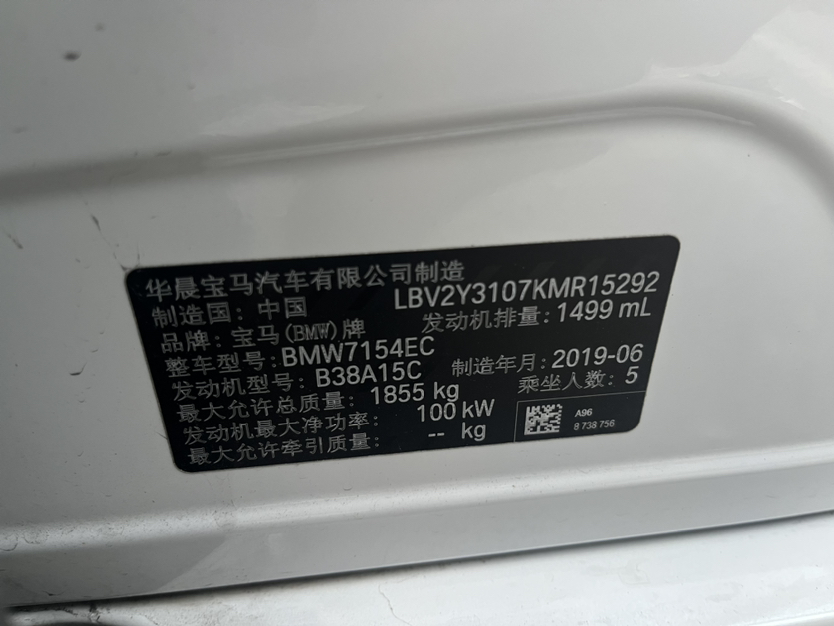 华晨宝马汽车有限公司制造
制造国：中国 LBV2Y3107KMR15292
品牌：宝马(BMW)牌 发动机排量：1499 mL
整车型号：BMW7154EC
发动机型号：B38A15C 制造年月：2019-06
最大允许总质量：1855 kg 乘坐人数：5
发动机最大净功率：100 kW
最大允许牵引质量：-- kg
A96
8 738 756